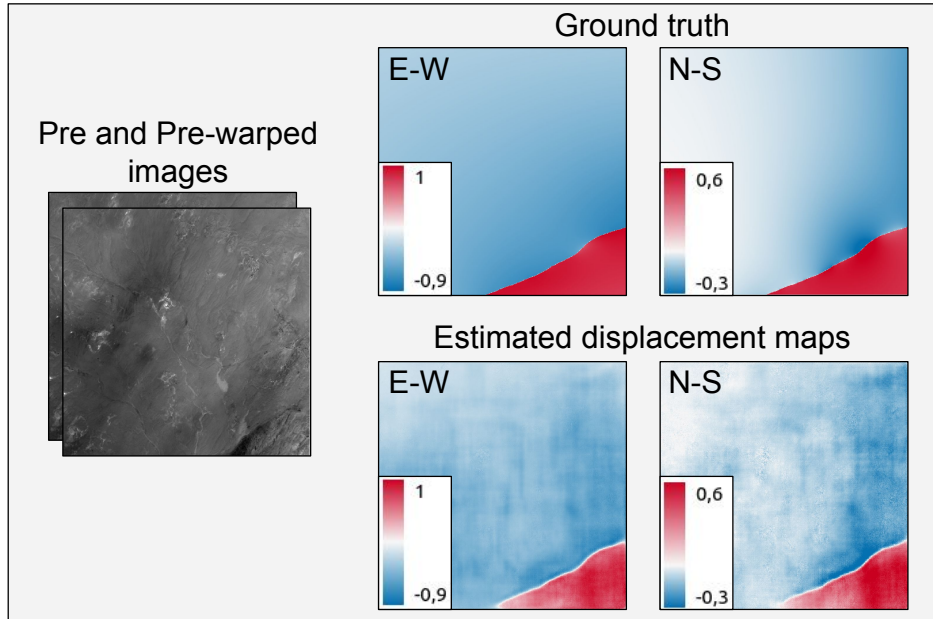 Ground truth
E-W
N-S
Pre and Pre-warped
images
1
-0,9
0,6
-0,3
Estimated displacement maps
E-W
N-S
1
-0,9
0,6
-0,3